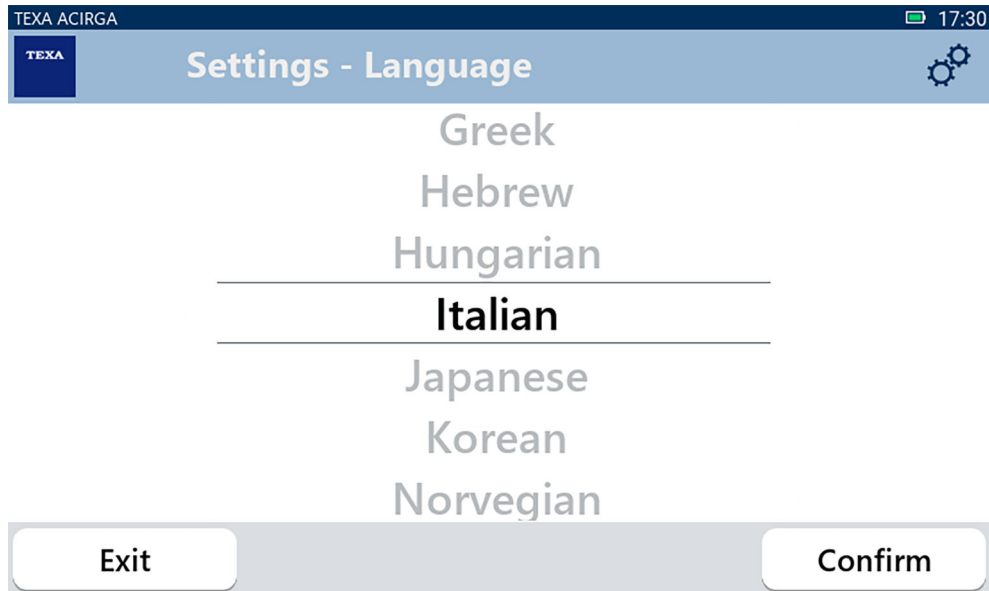 TEXA ACIRGA 17:30
TEXA
Settings - Language
Greek
Hebrew
Hungarian
Italian
Japanese
Korean
Norvegian
Exit Confirm